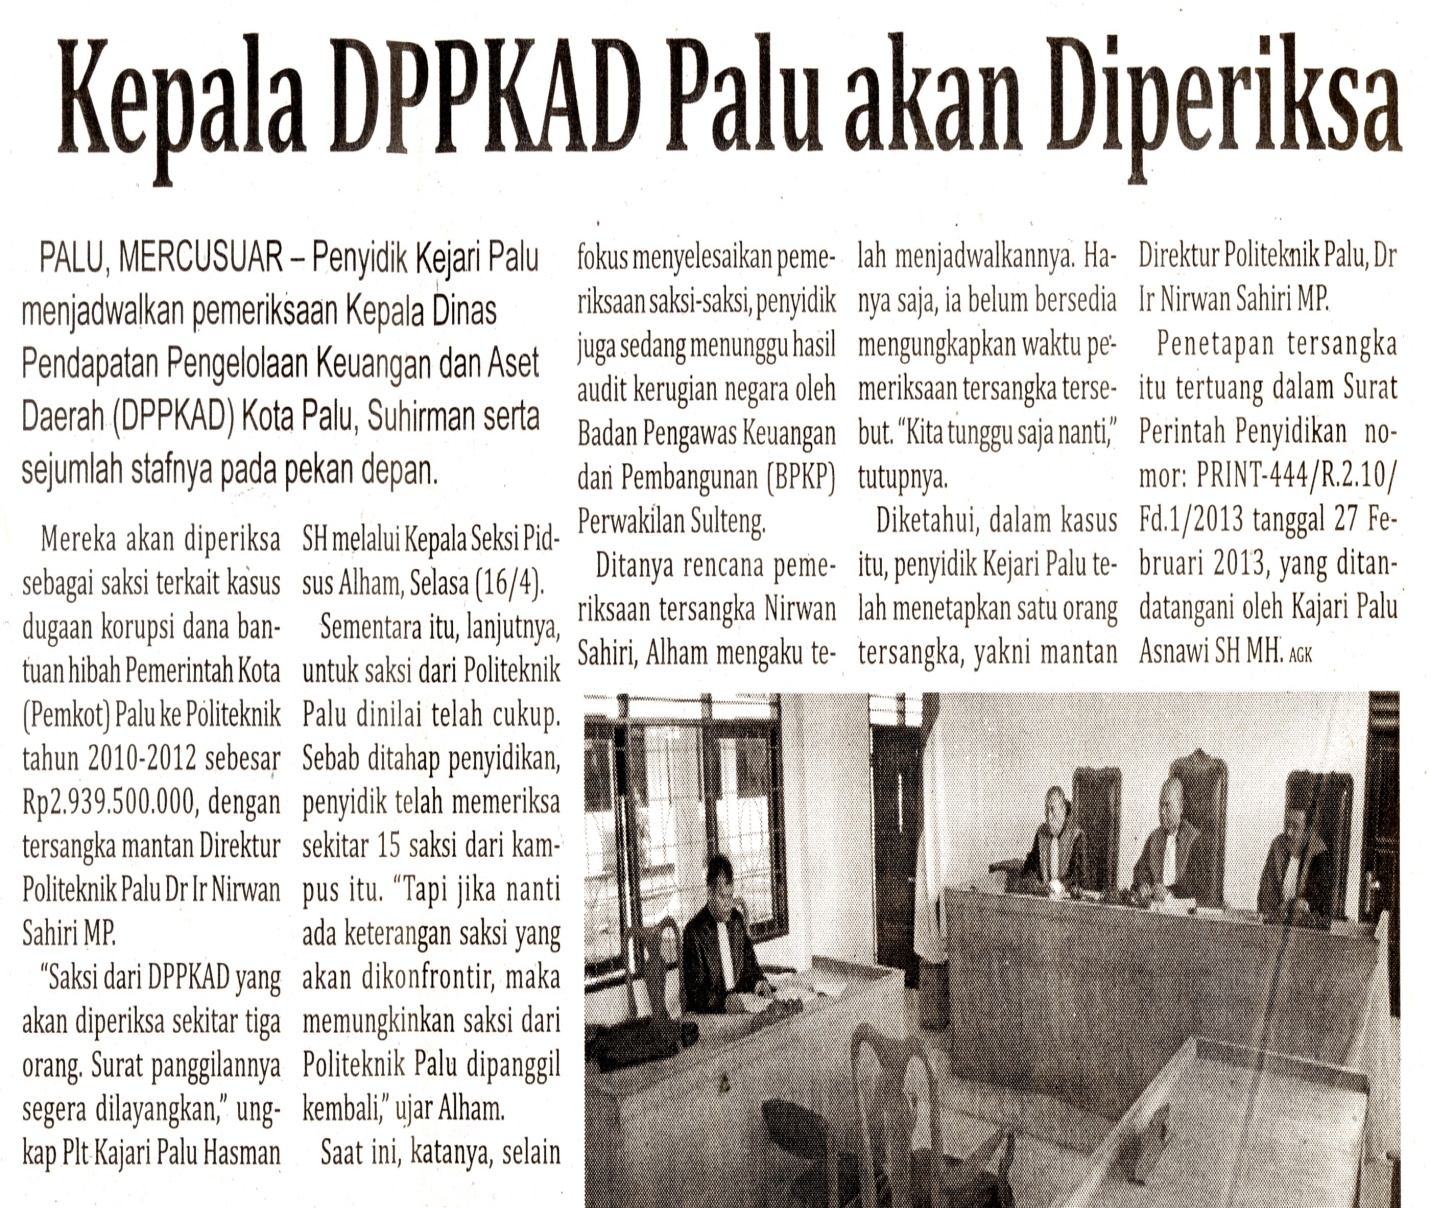 Kepala DPPKAD Palu akan Diperiksa
PALU, MERCUSUAR – Penyidik Kejari Palu
menjadwalkan pemeriksaan Kepala Dinas
Pendapatan Pengelolaan Keuangan dan Aset
Daerah (DPPKAD) Kota Palu, Suhirman serta
sejumlah stafnya pada pekan depan.
Mereka akan diperiksa
sebagai saksi terkait kasus
dugaan korupsi dana ban-
tuan hibah Pemerintah Kota
(Pemkot) Palu ke Politeknik
tahun 2010-2012 sebesar
Rp2.939.500.000, dengan
tersangka mantan Direktur
Politeknik Palu Dr Ir Nirwan
Sahiri MP.
“Saksi dari DPPKAD yang
akan diperiksa sekitar tiga
orang. Surat panggilannya
segera dilayangkan,” ung-
kap Plt Kajari Palu Hasman
SH melalui Kepala Seksi Pid-
sus Alham, Selasa (16/4).
Sementara itu, lanjutnya,
untuk saksi dari Politeknik
Palu dinilai telah cukup.
Sebab ditahap penyidikan,
penyidik telah memeriksa
sekitar 15 saksi dari kam-
pus itu. “Tapi jika nanti
ada keterangan saksi yang
akan dikonfrontir, maka
memungkinkan saksi dari
Politeknik Palu dipanggil
kembali,” ujar Alham.
Saat ini, katanya, selain
fokus menyelesaikan peme-
riksaan saksi-saksi, penyidik
juga sedang menunggu hasil
audit kerugian negara oleh
Badan Pengawas Keuangan
dan Pembangunan (BPKP)
Perwakilan Sulteng.
Ditanya rencana peme-
riksaan tersangka Nirwan
Sahiri, Alham mengaku te-
lah menjadwalkannya. Ha-
nya saja, ia belum bersedia
mengungkapkan waktu pe-
meriksaan tersangka terse-
but. “Kita tunggu saja nanti,”
tutupnya.
Diketahui, dalam kasus
itu, penyidik Kejari Palu te-
lah menetapkan satu orang
tersangka, yakni mantan
Direktur Politeknik Palu, Dr
Ir Nirwan Sahiri MP.
Penetapan tersangka
itu tertuang dalam Surat
Perintah Penyidikan no-
mor: PRINT-444/R.2.10/
Fd.1/2013 tanggal 27 Fe-
bruari 2013, yang ditan-
datangani oleh Kajari Palu
Asnawi SH MH. AGK